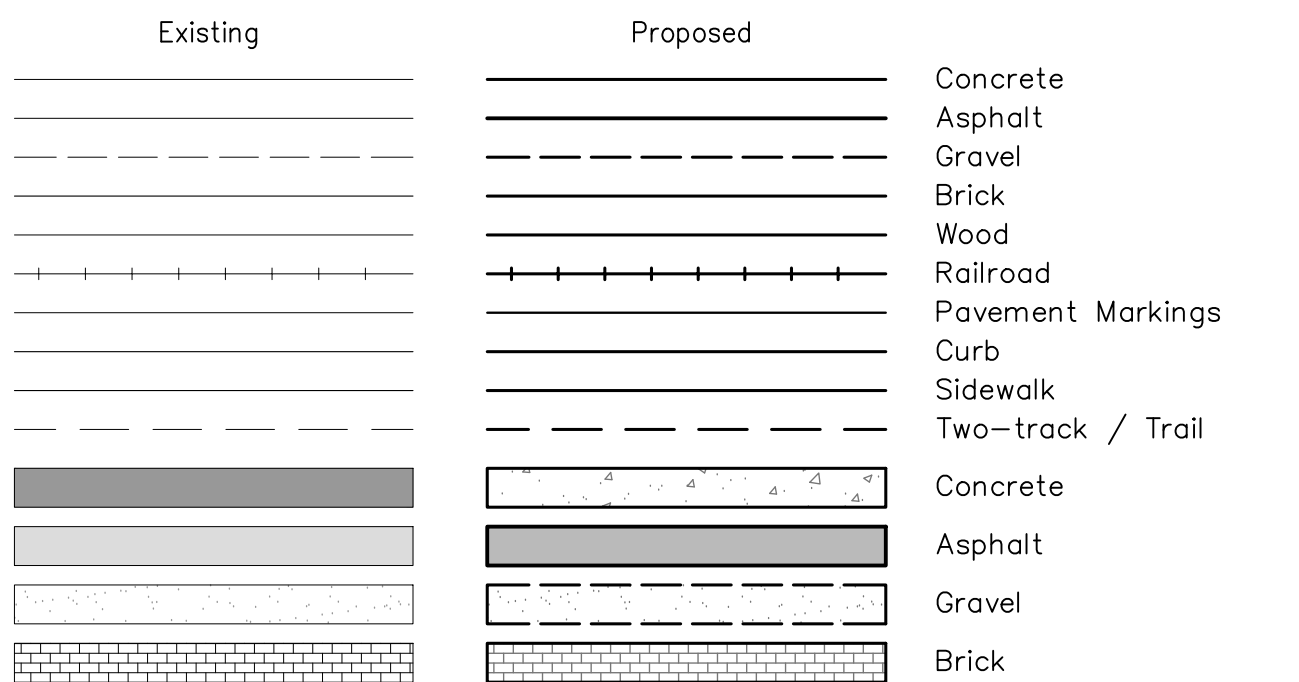 Existing Proposed
Concrete
Asphalt
Gravel
Brick
Wood
Railroad
Pavement Markings
Curb
Sidewalk
Two-track / Trail
Concrete
Asphalt
Gravel
Brick